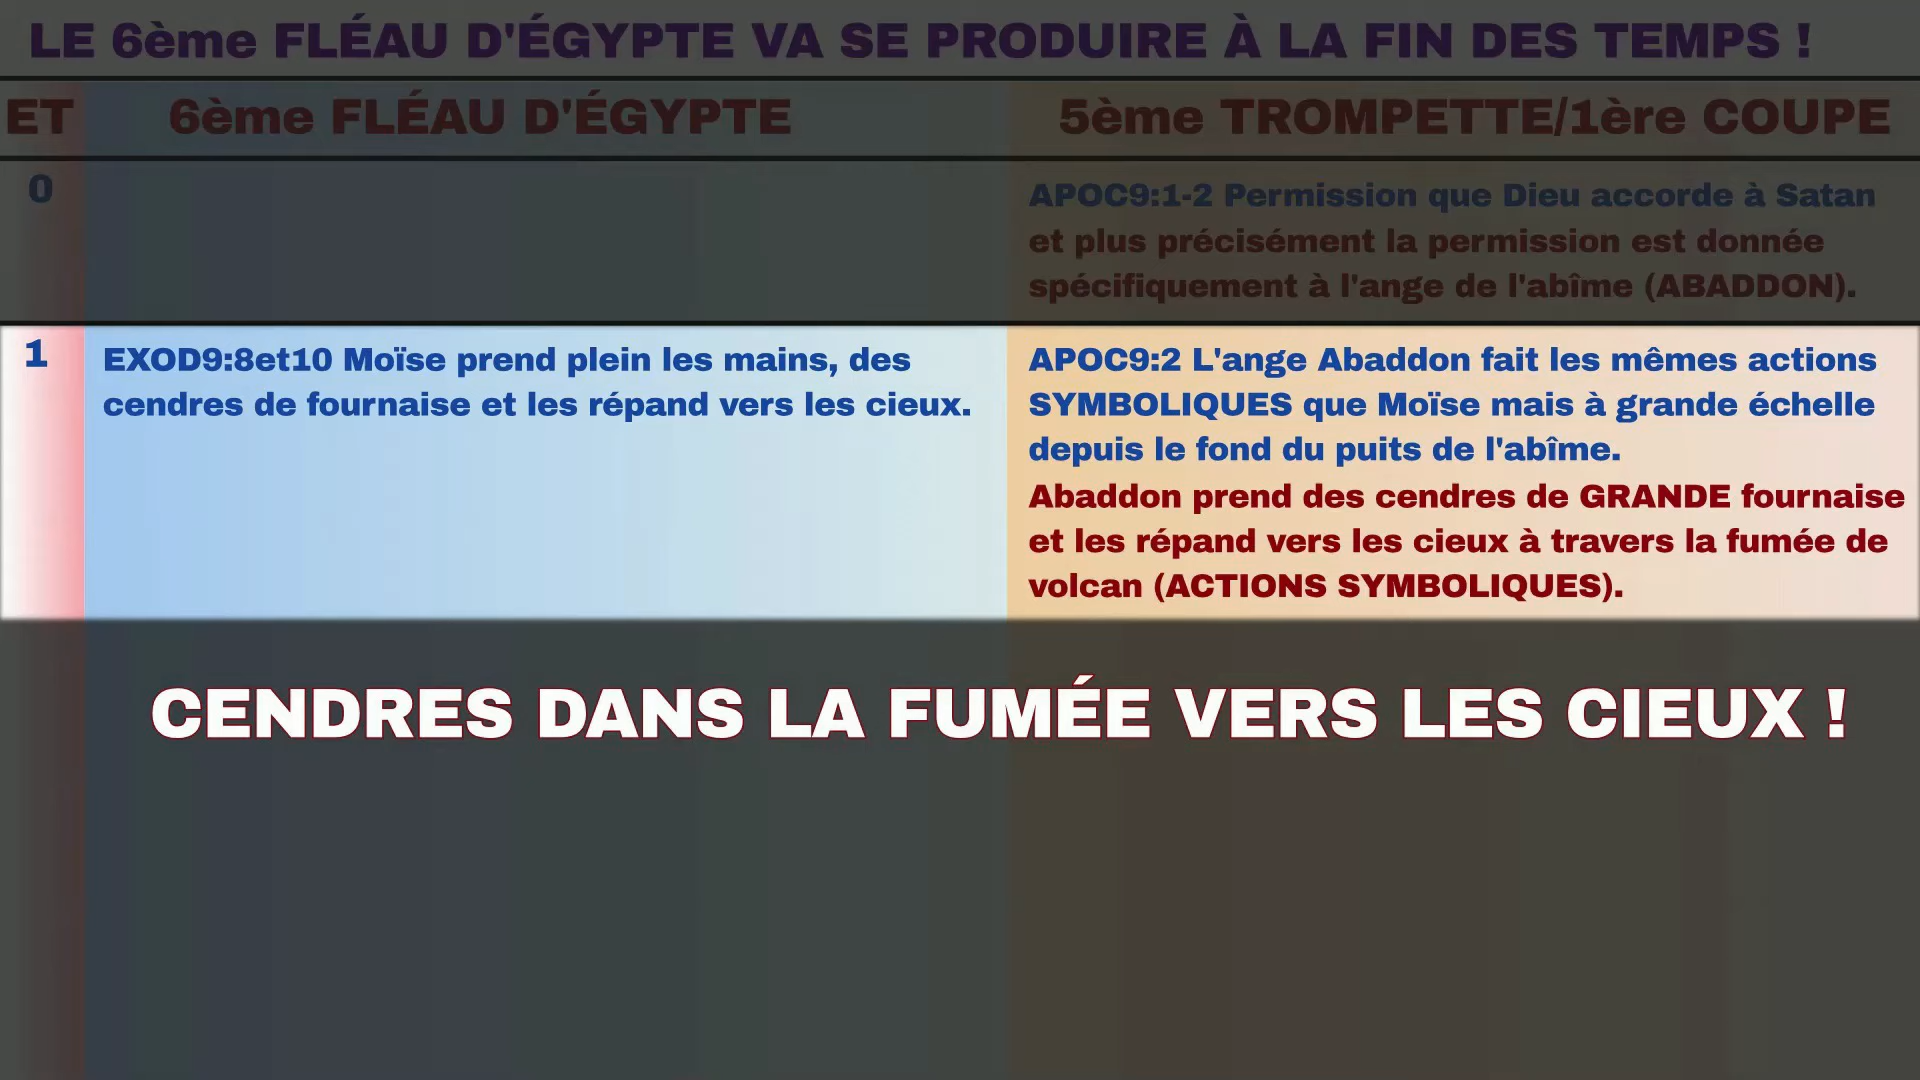 LE 6ème FLÉAU D'ÉGYPTE VA SE PRODUIRE À LA FIN DES TEMPS !
ET 6ème FLÉAU D'ÉGYPTE 5ème TROMPETTE/1ère COUPE
0
APOC9:1-2 Permission que Dieu accorde à Satan
et plus précisément la permission est donnée
spécifiquement à l'ange de l'abîme (ABADDON).
1
EXOD9:8et10 Moïse prend plein les mains, des
cendres de fournaise et les répand vers les cieux.
APOC9:2 L'ange Abaddon fait les mêmes actions
SYMBOLIQUES que Moïse mais à grande échelle
depuis le fond du puits de l'abîme.
Abaddon prend des cendres de GRANDE fournaise
et les répand vers les cieux à travers la fumée de
volcan (ACTIONS SYMBOLIQUES).
CENDRES DANS LA FUMÉE VERS LES CIEUX !